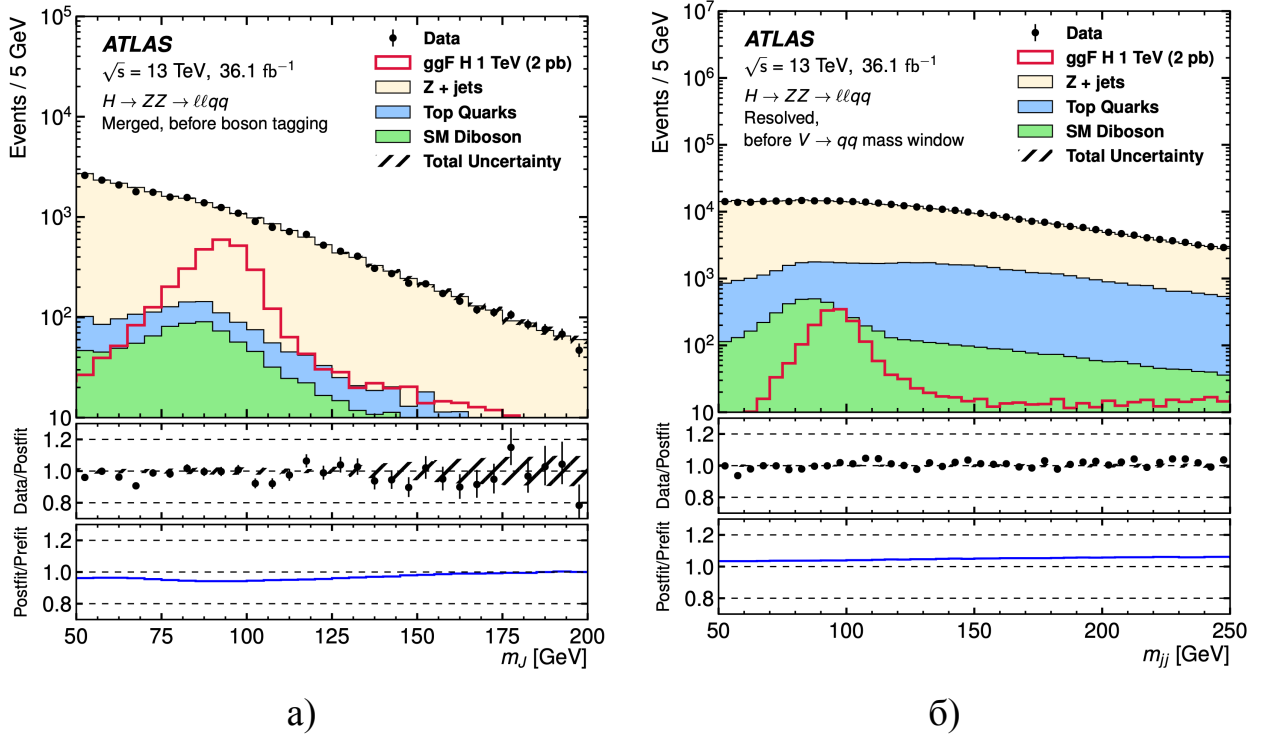 ATLAS
√s = 13 TeV, 36.1 fb⁻¹
H → ZZ → ℓℓqq
Merged, before boson tagging
Data
ggF H 1 TeV (2 pb)
Z + jets
Top Quarks
SM Diboson
Total Uncertainty
Events / 5 GeV
10⁵
10⁴
10³
10²
10
Data/Postfit
1.2
1.0
0.8
Postfit/Prefit
1.2
1.0
0.8
50 75 100 125 150 175 200
m_J [GeV]
а)
ATLAS
√s = 13 TeV, 36.1 fb⁻¹
H → ZZ → ℓℓqq
Resolved,
before V → qq mass window
Data
ggF H 1 TeV (2 pb)
Z + jets
Top Quarks
SM Diboson
Total Uncertainty
Events / 5 GeV
10⁷
10⁶
10⁵
10⁴
10³
10²
10
Data/Postfit
1.2
1.0
0.8
Postfit/Prefit
1.2
1.0
0.8
50 100 150 200 250
m_jj [GeV]
б)